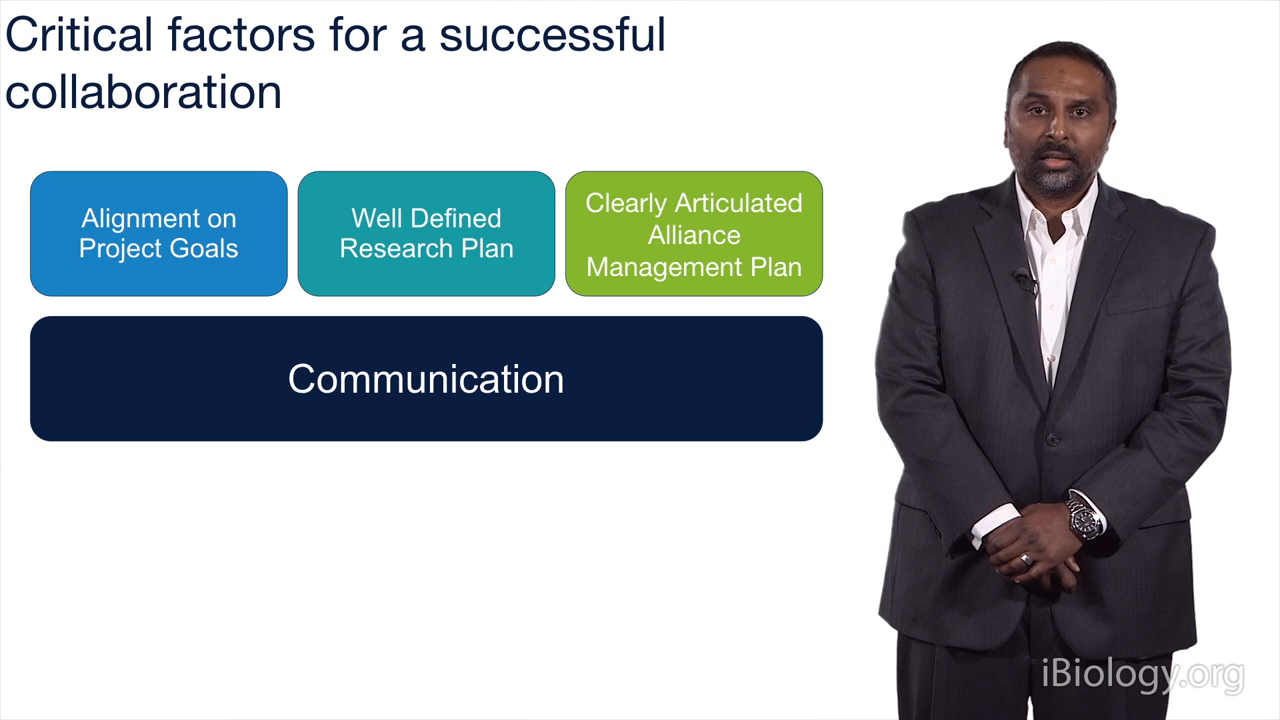 Critical factors for a successful
collaboration
Alignment on
Project Goals
Well Defined
Research Plan
Clearly Articulated
Alliance
Management Plan
Communication
iBiology.org